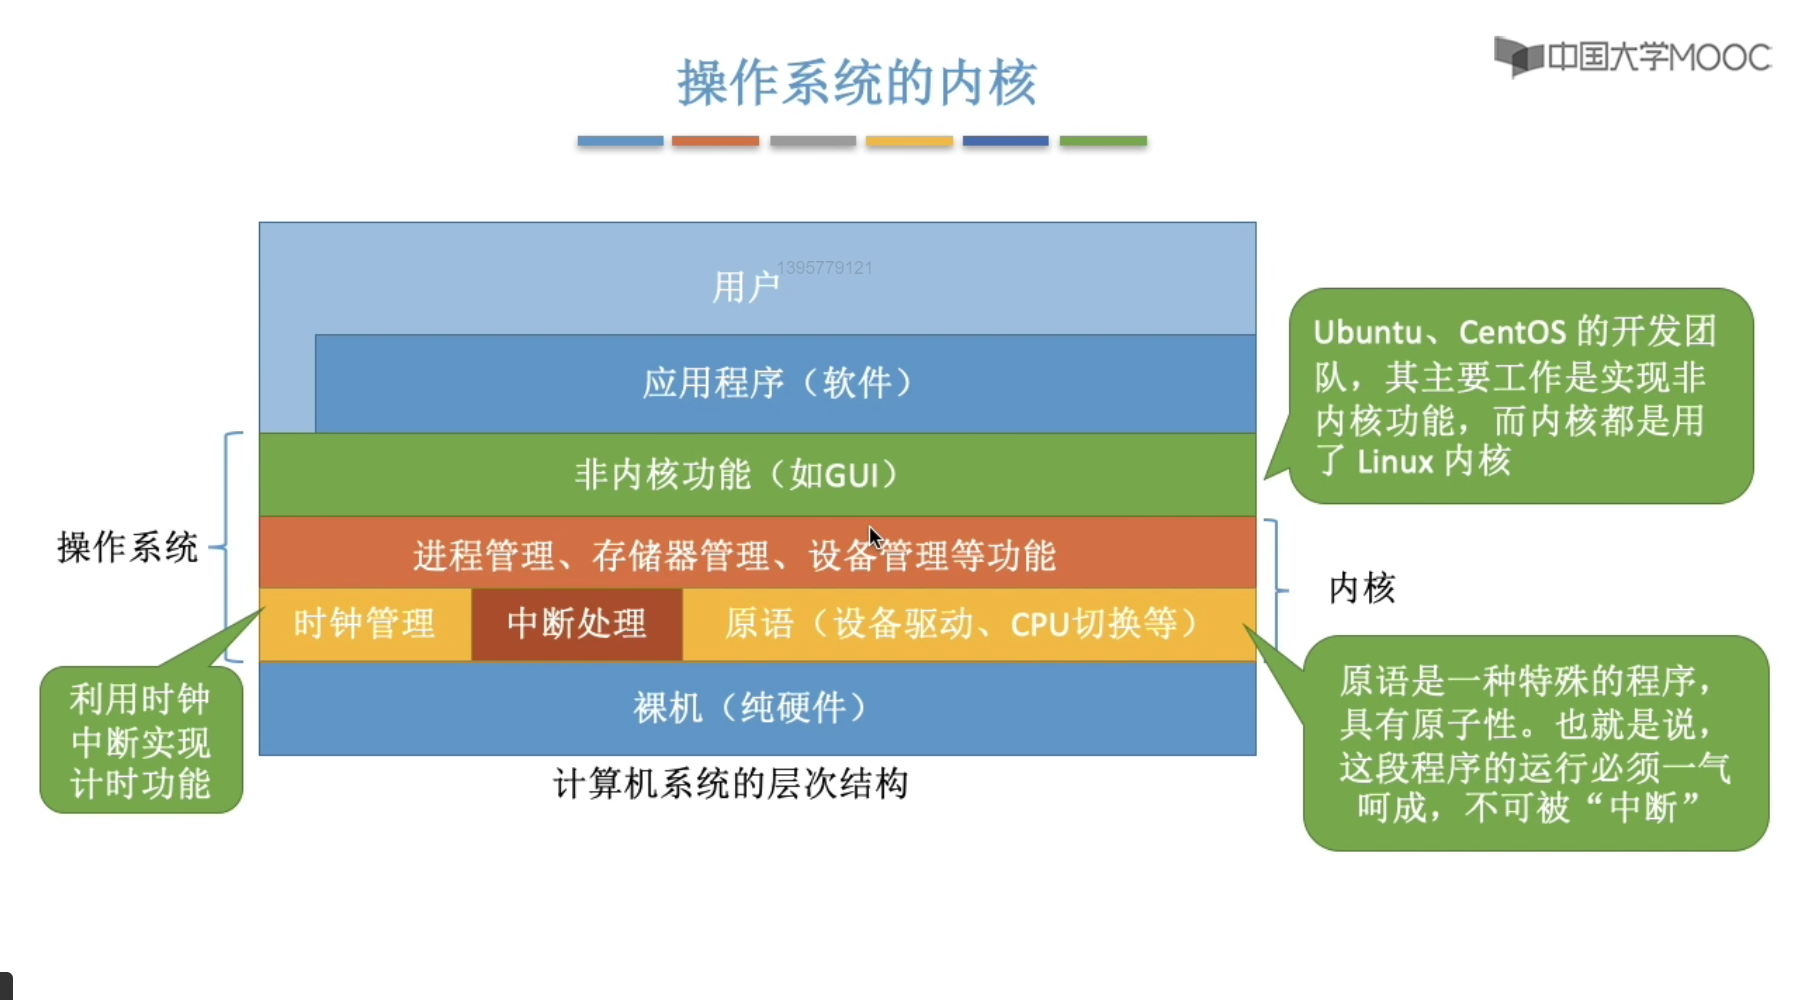 中国大学MOOC
操作系统的内核
1395779121
用户
应用程序（软件）
非内核功能（如GUI）
进程管理、存储器管理、设备管理等功能
时钟管理
中断处理
原语（设备驱动、CPU切换等）
裸机（纯硬件）
计算机系统的层次结构
操作系统
内核
利用时钟
中断实现
计时功能
Ubuntu、CentOS 的开发团
队，其主要工作是实现非
内核功能，而内核都是用
了 Linux 内核
原语是一种特殊的程序，
具有原子性。也就是说，
这段程序的运行必须一气
呵成，不可被“中断”